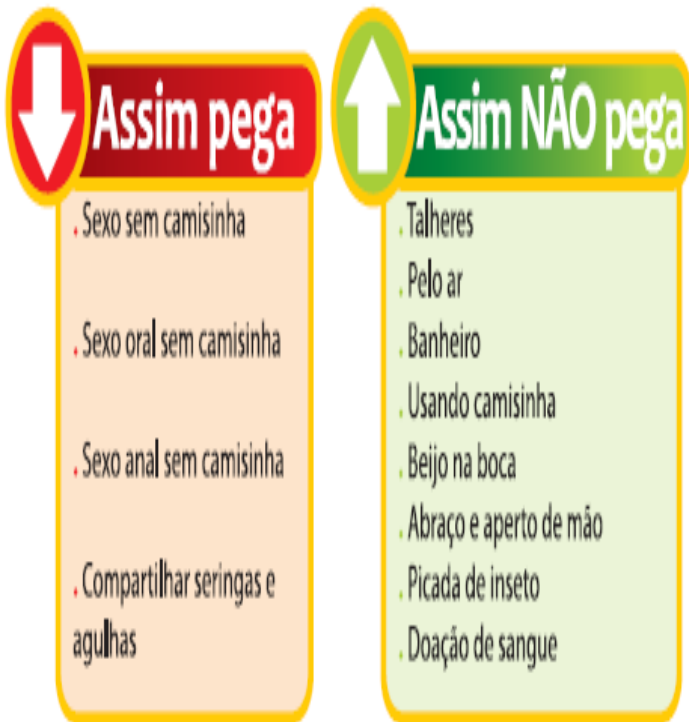 Assim pega
. Sexo sem camisinha
. Sexo oral sem camisinha
. Sexo anal sem camisinha
. Compartilhar seringas e
agulhas
Assim NÃO pega
. Talheres
. Pelo ar
. Banheiro
. Usando camisinha
. Beijo na boca
. Abraço e aperto de mão
. Picada de inseto
. Doação de sangue